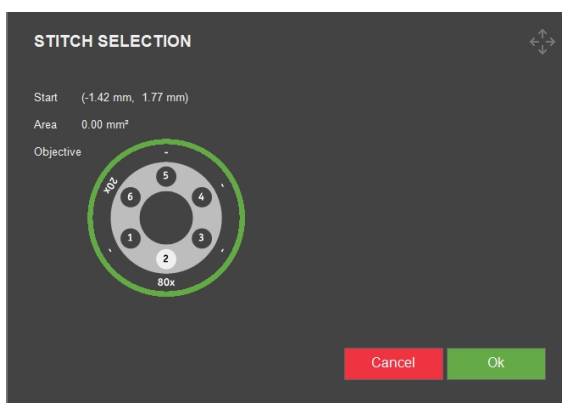 STITCH SELECTION
Start (-1.42 mm, 1.77 mm)
Area 0.00 mm²
Objective
-
5
20x
-
6
4
1
3
-
-
2
80x
Cancel
Ok